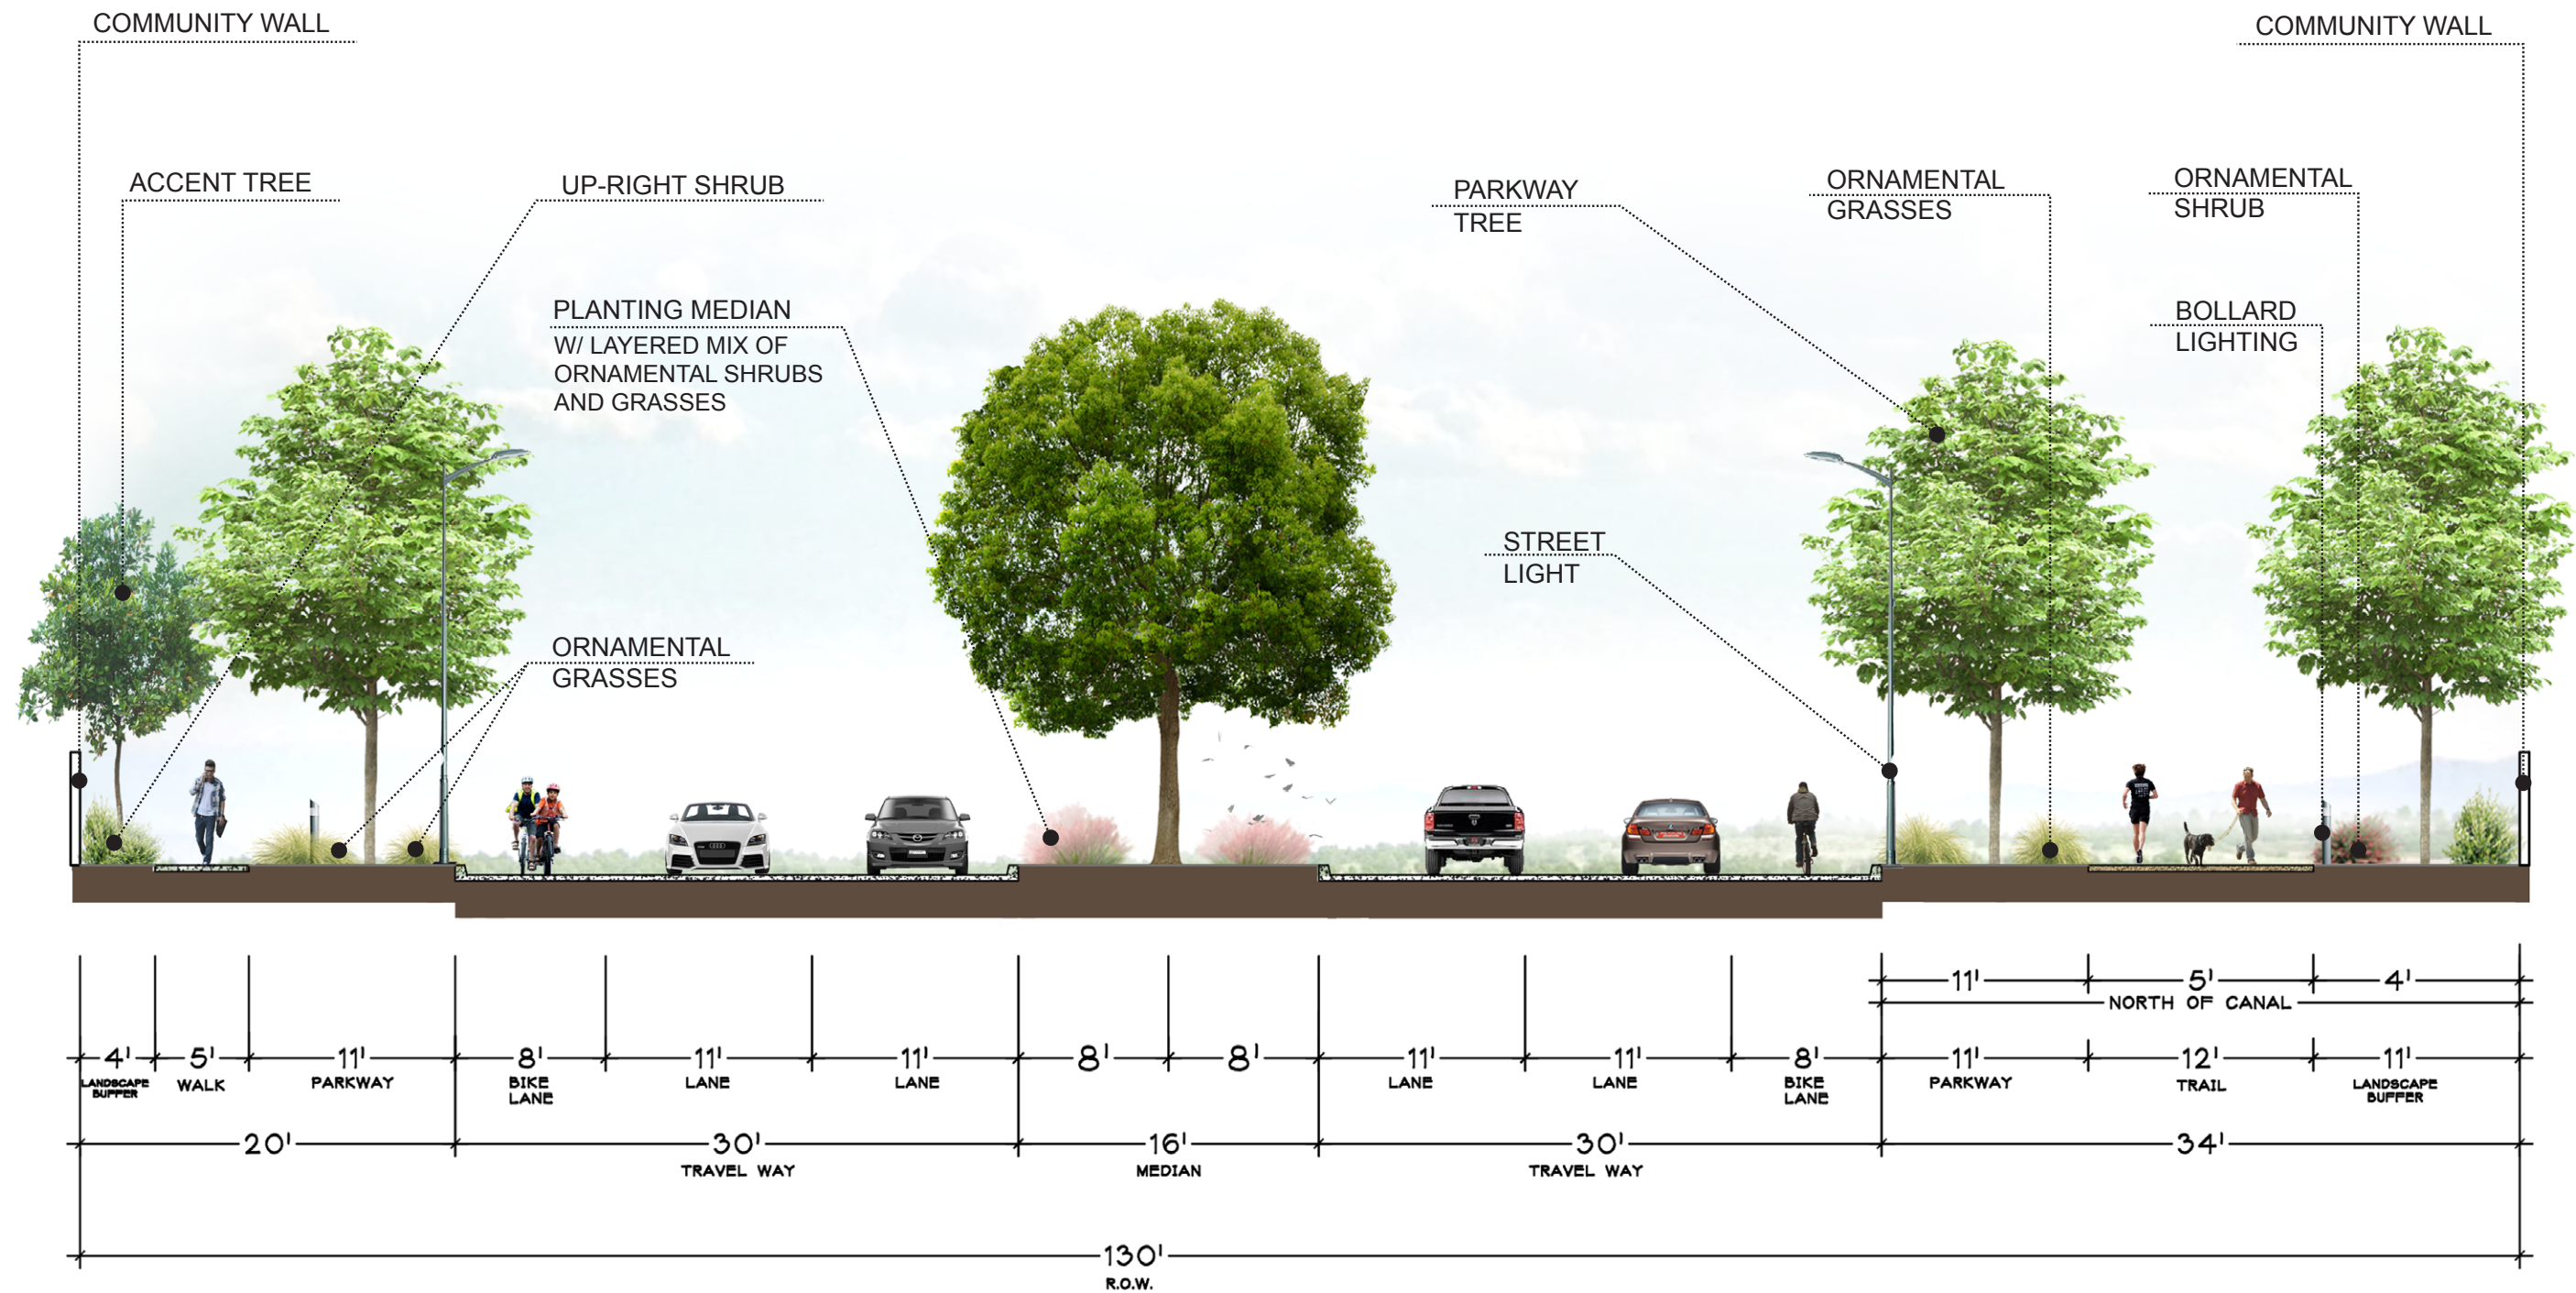 COMMUNITY WALL
COMMUNITY WALL
ACCENT TREE
UP-RIGHT SHRUB
PARKWAY
TREE
ORNAMENTAL
GRASSES
ORNAMENTAL
SHRUB
PLANTING MEDIAN
W/ LAYERED MIX OF
ORNAMENTAL SHRUBS
AND GRASSES
BOLLARD
LIGHTING
STREET
LIGHT
ORNAMENTAL
GRASSES
11' 5' 4'
NORTH OF CANAL
4' 5' 11' 8' 11' 11' 8' 8' 11' 11' 8' 11' 12' 11'
LANDSCAPE
BUFFER
WALK
PARKWAY
BIKE
LANE
LANE
LANE
LANE
LANE
BIKE
LANE
PARKWAY
TRAIL
LANDSCAPE
BUFFER
20' 30' 16' 30' 34'
TRAVEL WAY
MEDIAN
TRAVEL WAY
130'
R.O.W.